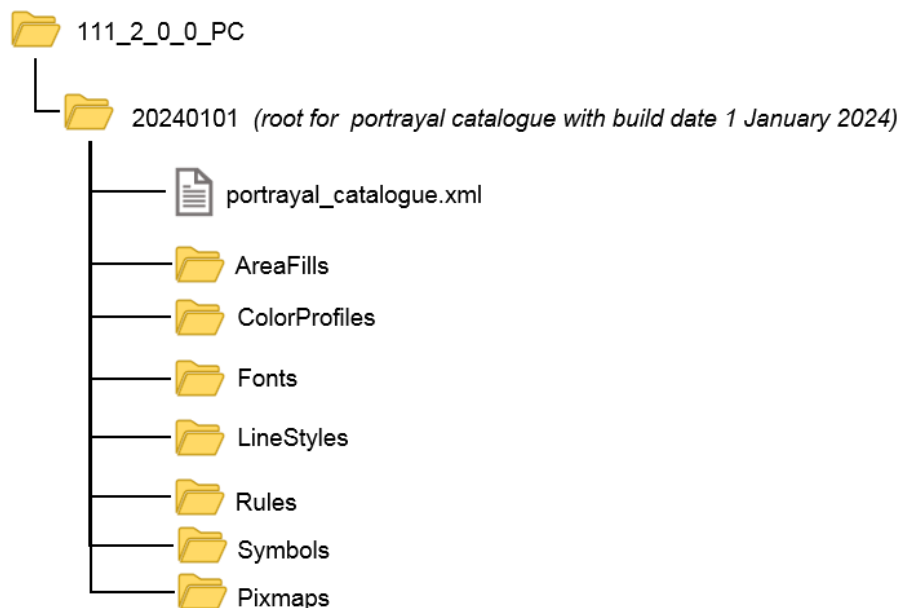 111_2_0_0_PC
20240101 (root for portrayal catalogue with build date 1 January 2024)
portrayal_catalogue.xml
AreaFills
ColorProfiles
Fonts
LineStyles
Rules
Symbols
Pixmaps